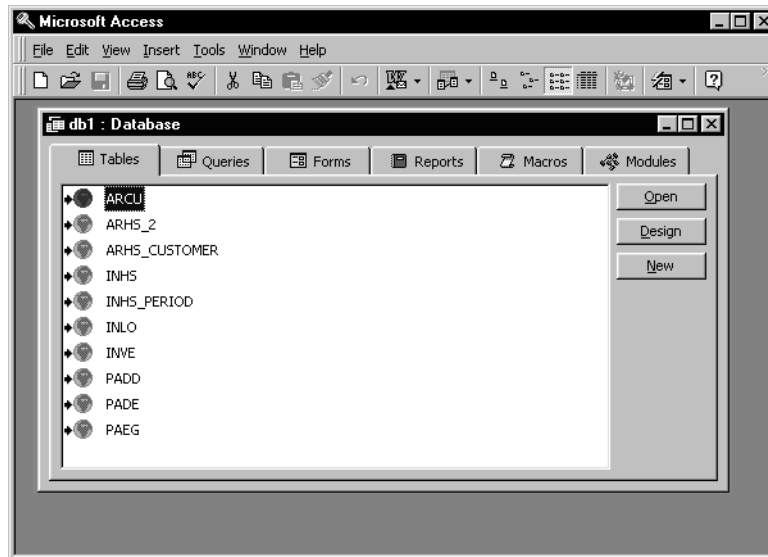 Microsoft Access
File Edit View Insert Tools Window Help
db1 : Database
Tables Queries Forms Reports Macros Modules
ARCU
ARHS_2
ARHS_CUSTOMER
INHS
INHS_PERIOD
INLO
INVE
PADD
PADE
PAEG
Open
Design
New